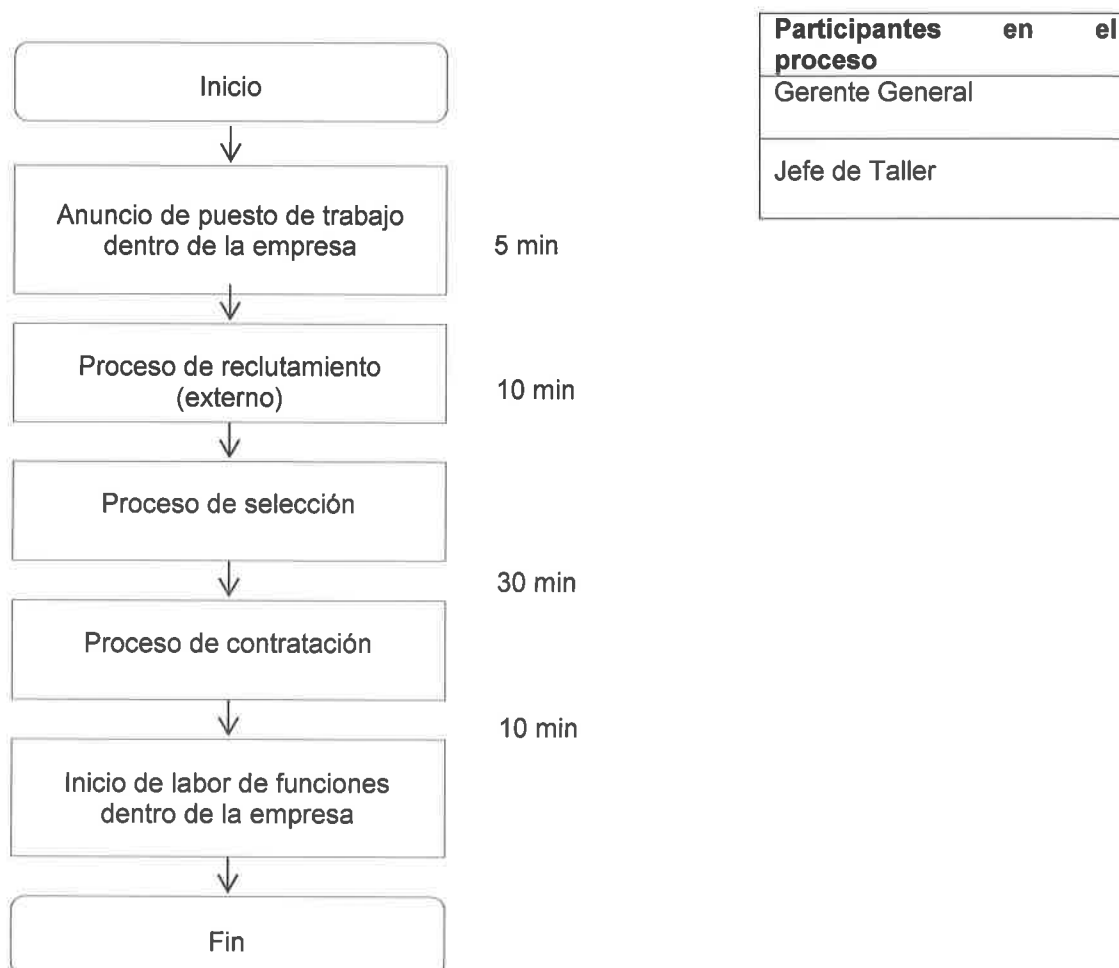 Inicio
Anuncio de puesto de trabajo
dentro de la empresa
5 min
Proceso de reclutamiento
(externo)
10 min
Proceso de selección
30 min
Proceso de contratación
10 min
Inicio de labor de funciones
dentro de la empresa
Fin
Participantes en el
proceso
Gerente General
Jefe de Taller